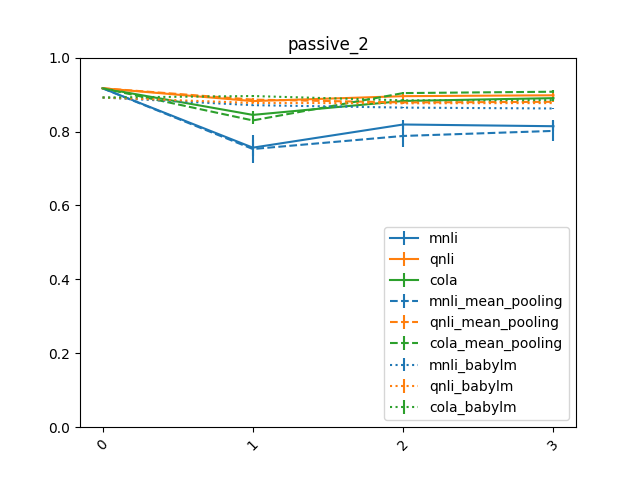 passive_2
1.0
0.8
0.6
0.4
0.2
0.0
0
1
2
3
mnli
qnli
cola
mnli_mean_pooling
qnli_mean_pooling
cola_mean_pooling
mnli_babylm
qnli_babylm
cola_babylm